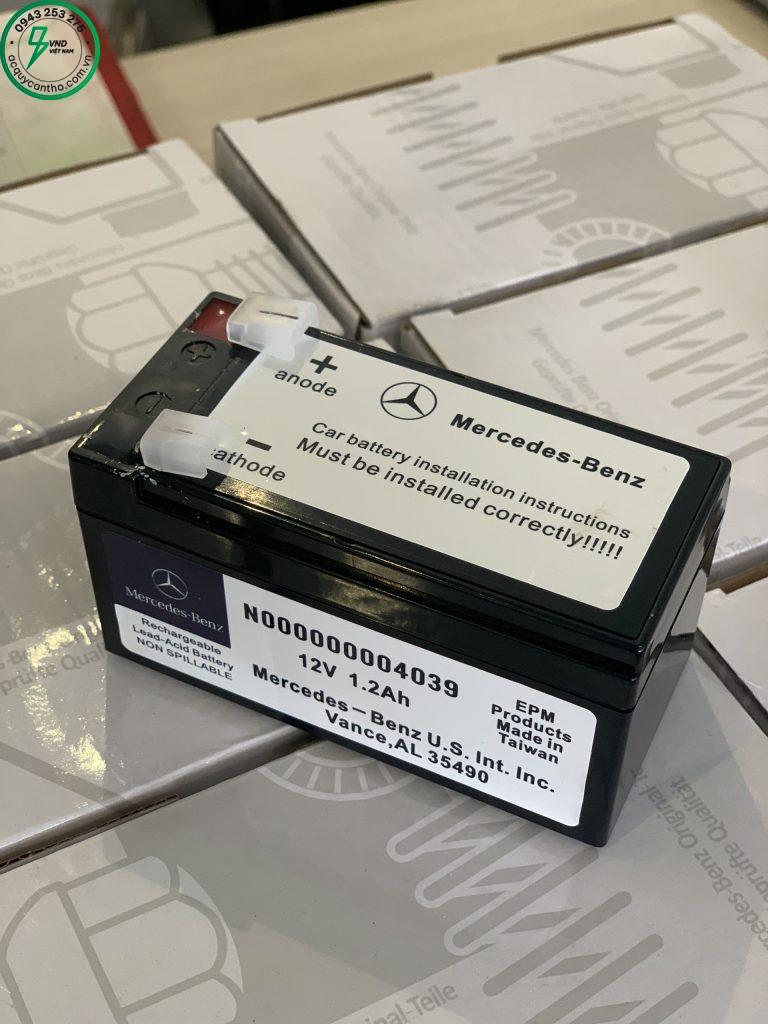 0943 253 275
VND
VIỆT NAM
acquycantho.com.vn
+
anode
Mercedes-Benz
-
athode
Car battery installation instructions
Must be installed correctly!!!!!
Mercedes-Benz
Rechargeable
Lead-Acid Battery
NON SPILLABLE
N000000004039
12V 1.2Ah
Mercedes-Benz U.S. Int. Inc.
Vance,AL 35490
EPM
Products
Made in
Taiwan